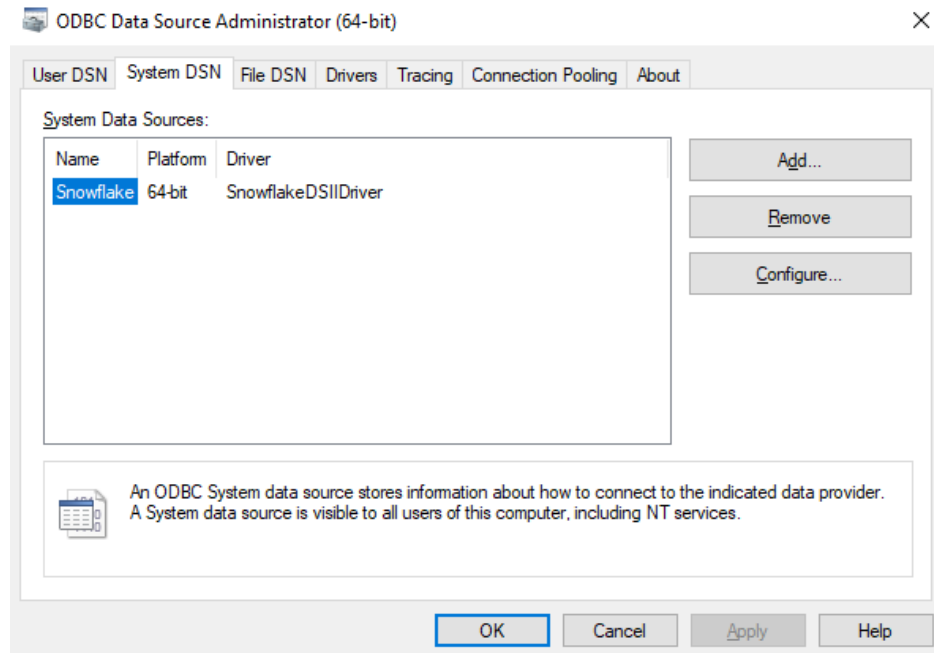 ODBC Data Source Administrator (64-bit)
User DSN System DSN File DSN Drivers Tracing Connection Pooling About
System Data Sources:
Name Platform Driver
Snowflake 64-bit SnowflakeDSIIDriver
Add...
Remove
Configure...
An ODBC System data source stores information about how to connect to the indicated data provider.
A System data source is visible to all users of this computer, including NT services.
OK Cancel Apply Help